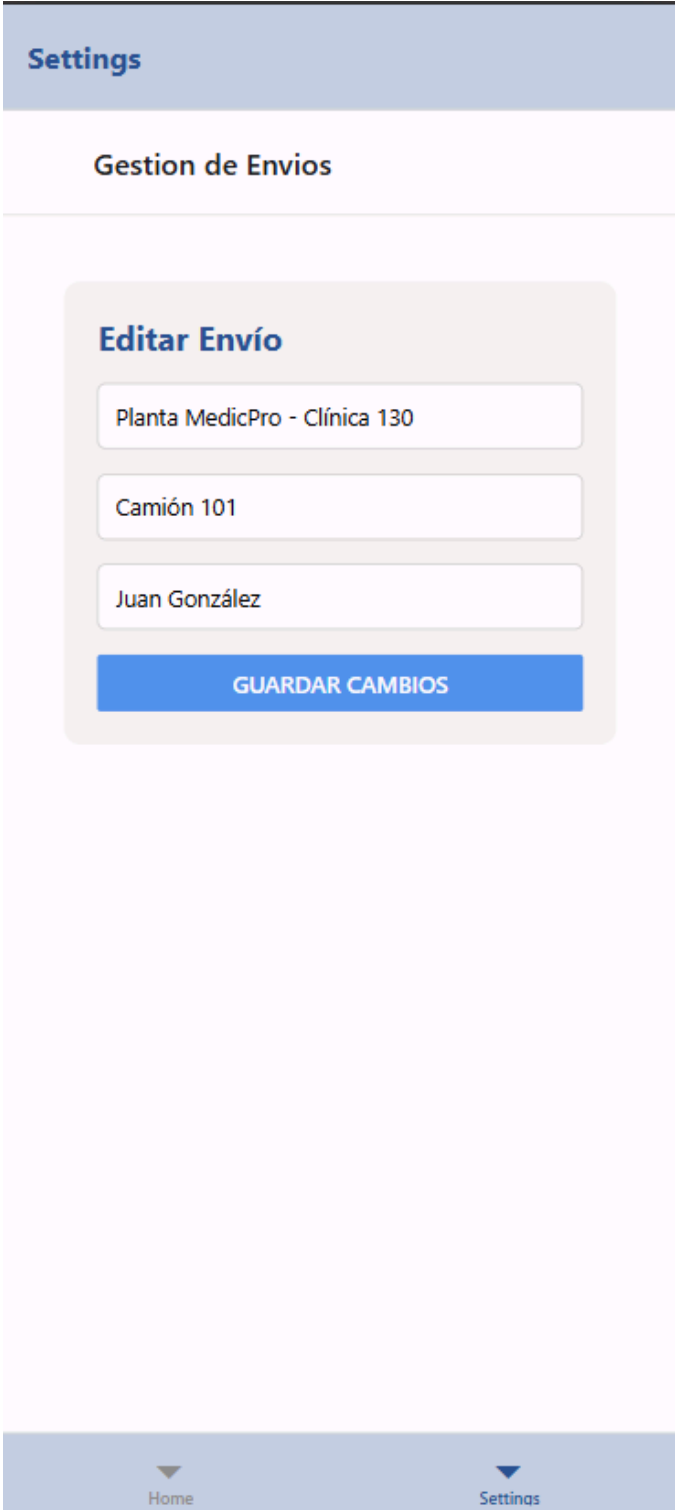 Settings
Gestion de Envios
Editar Envío
Planta MedicPro - Clínica 130
Camión 101
Juan González
GUARDAR CAMBIOS
Home
Settings